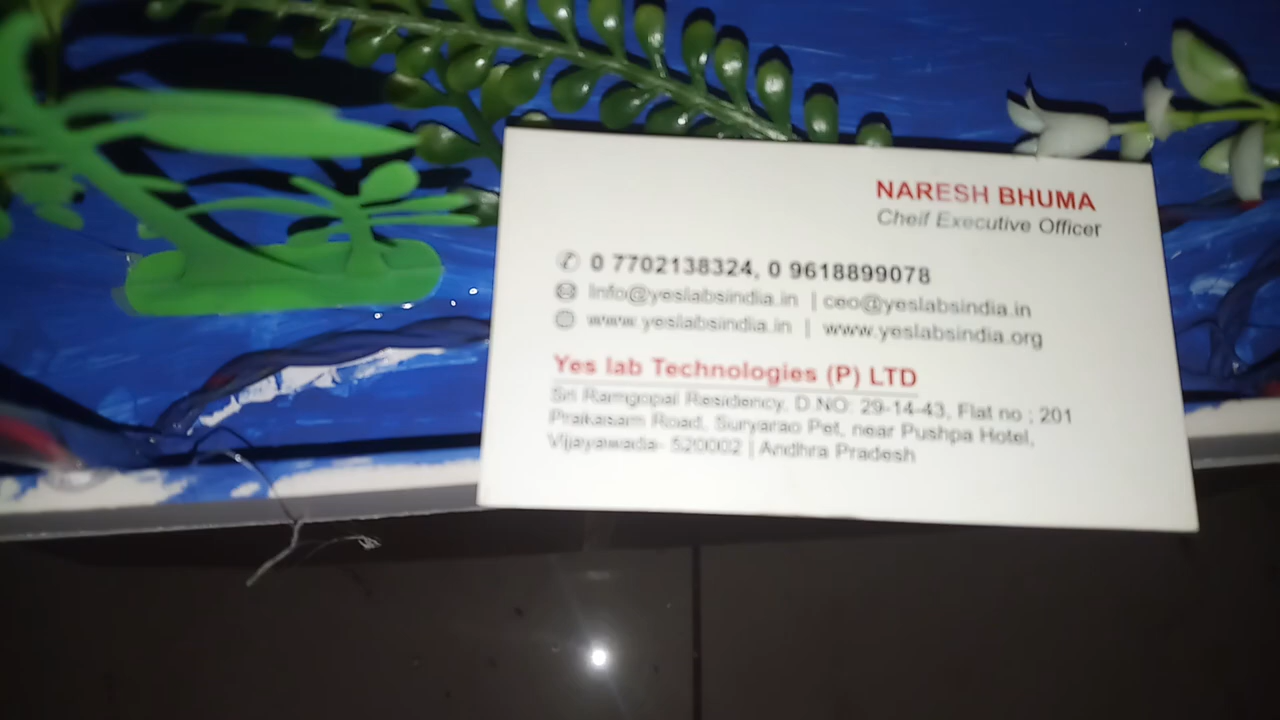 NARESH BHUMA
Cheif Executive Officer
0 7702138324, 0 9618899078
Info@yeslabsindia.in | ceo@yeslabsindia.in
www.yeslabsindia.in | www.yeslabsindia.org
Yes lab Technologies (P) LTD
Sri Ramgopal Residency, D.NO: 29-14-43, Flat no ; 201
Prakasam Road, Suryarao Pet, near Pushpa Hotel,
Vijayawada- 520002 | Andhra Pradesh